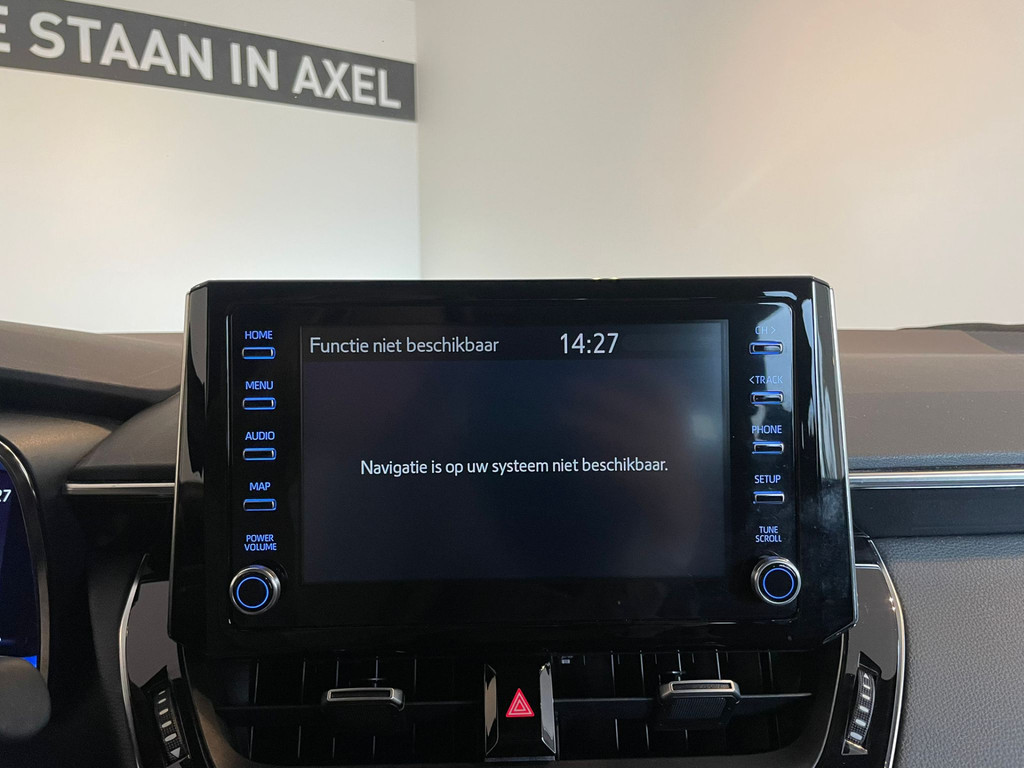 E STAAN IN AXEL
HOME
MENU
AUDIO
MAP
POWER
VOLUME
Functie niet beschikbaar 14:27
Navigatie is op uw systeem niet beschikbaar.
CH >
<TRACK
PHONE
SETUP
TUNE
SCROLL
27